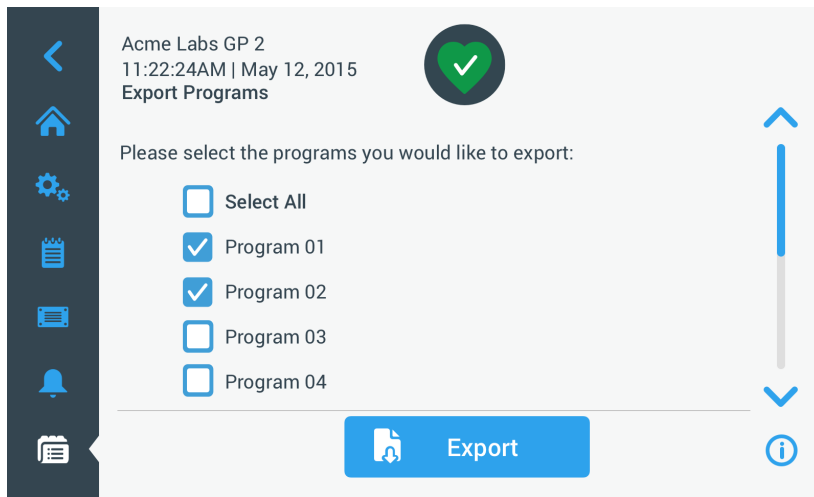 Acme Labs GP 2
11:22:24AM | May 12, 2015
Export Programs
Please select the programs you would like to export:
Select All
Program 01
Program 02
Program 03
Program 04
Export